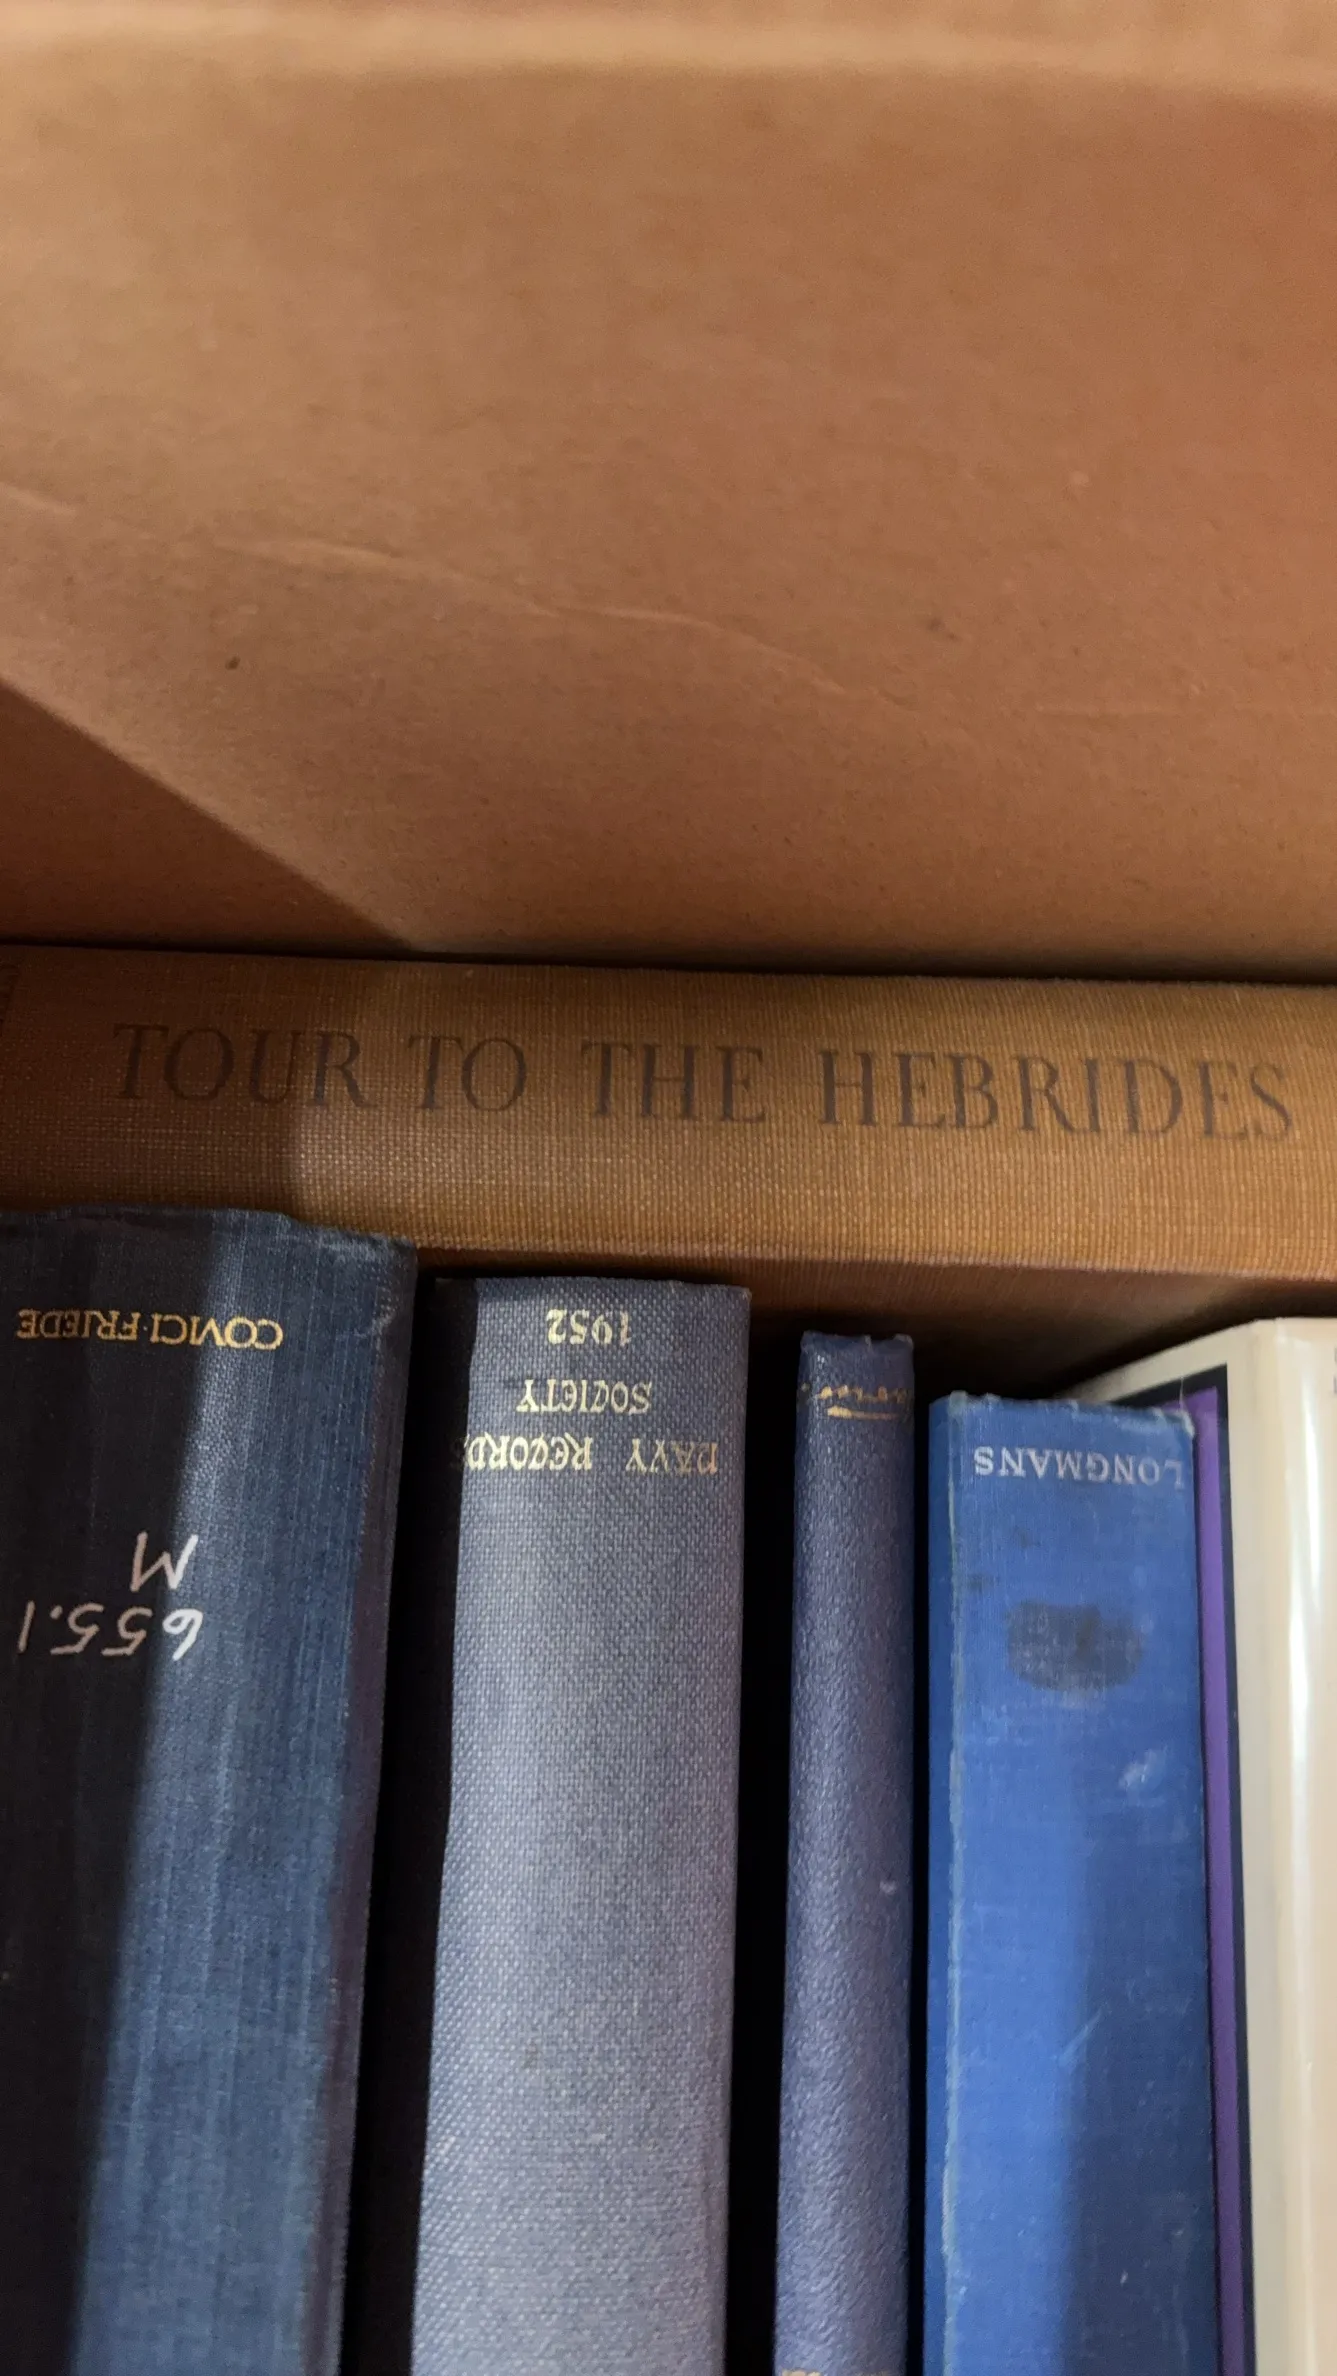 TOUR TO THE HEBRIDES
COVICI·FRIEDE
655.1
M
NAVY RECORDS
SOCIETY
1952
LONGMANS